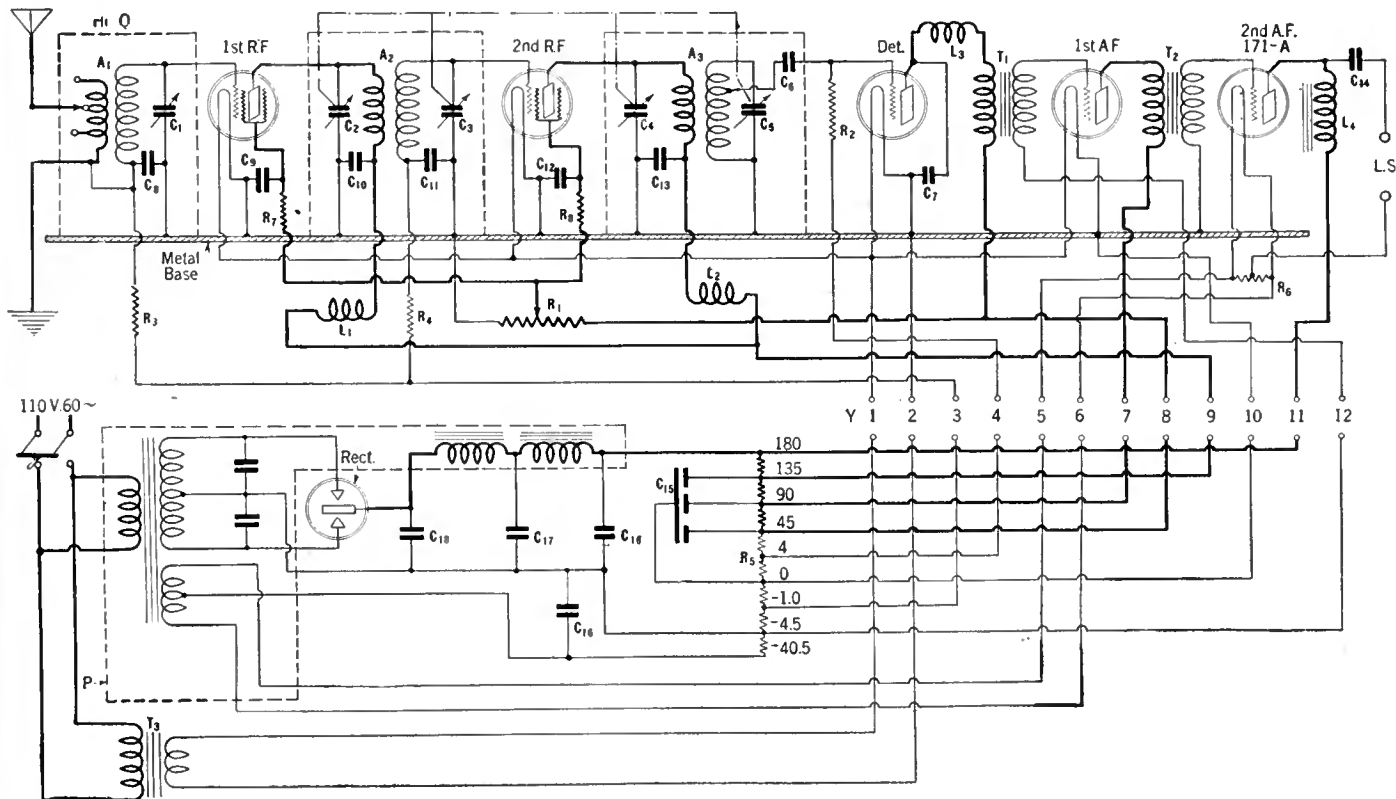 Hi Q
A₁
C₁
C₈
1st R.F
C₉
R₇
A₂
C₂
C₁₀
C₁₁
C₃
2nd R.F
C₁₂
R₈
A₃
C₄
C₁₃
C₅
C₆
R₂
Det.
C₇
L₃
T₁
1st A.F
T₂
2nd A.F.
171-A
C₁₄
L₄
L.S
Metal
Base
R₃
L₁
R₄
R₁
L₂
R₆
110 V.60~
Y 1 2 3 4 5 6 7 8 9 10 11 12
Rect.
C₁₈
C₁₇
C₁₆
C₁₅
R₅
180
135
90
45
4
0
-1.0
-4.5
-40.5
C₁₆
P
T₃